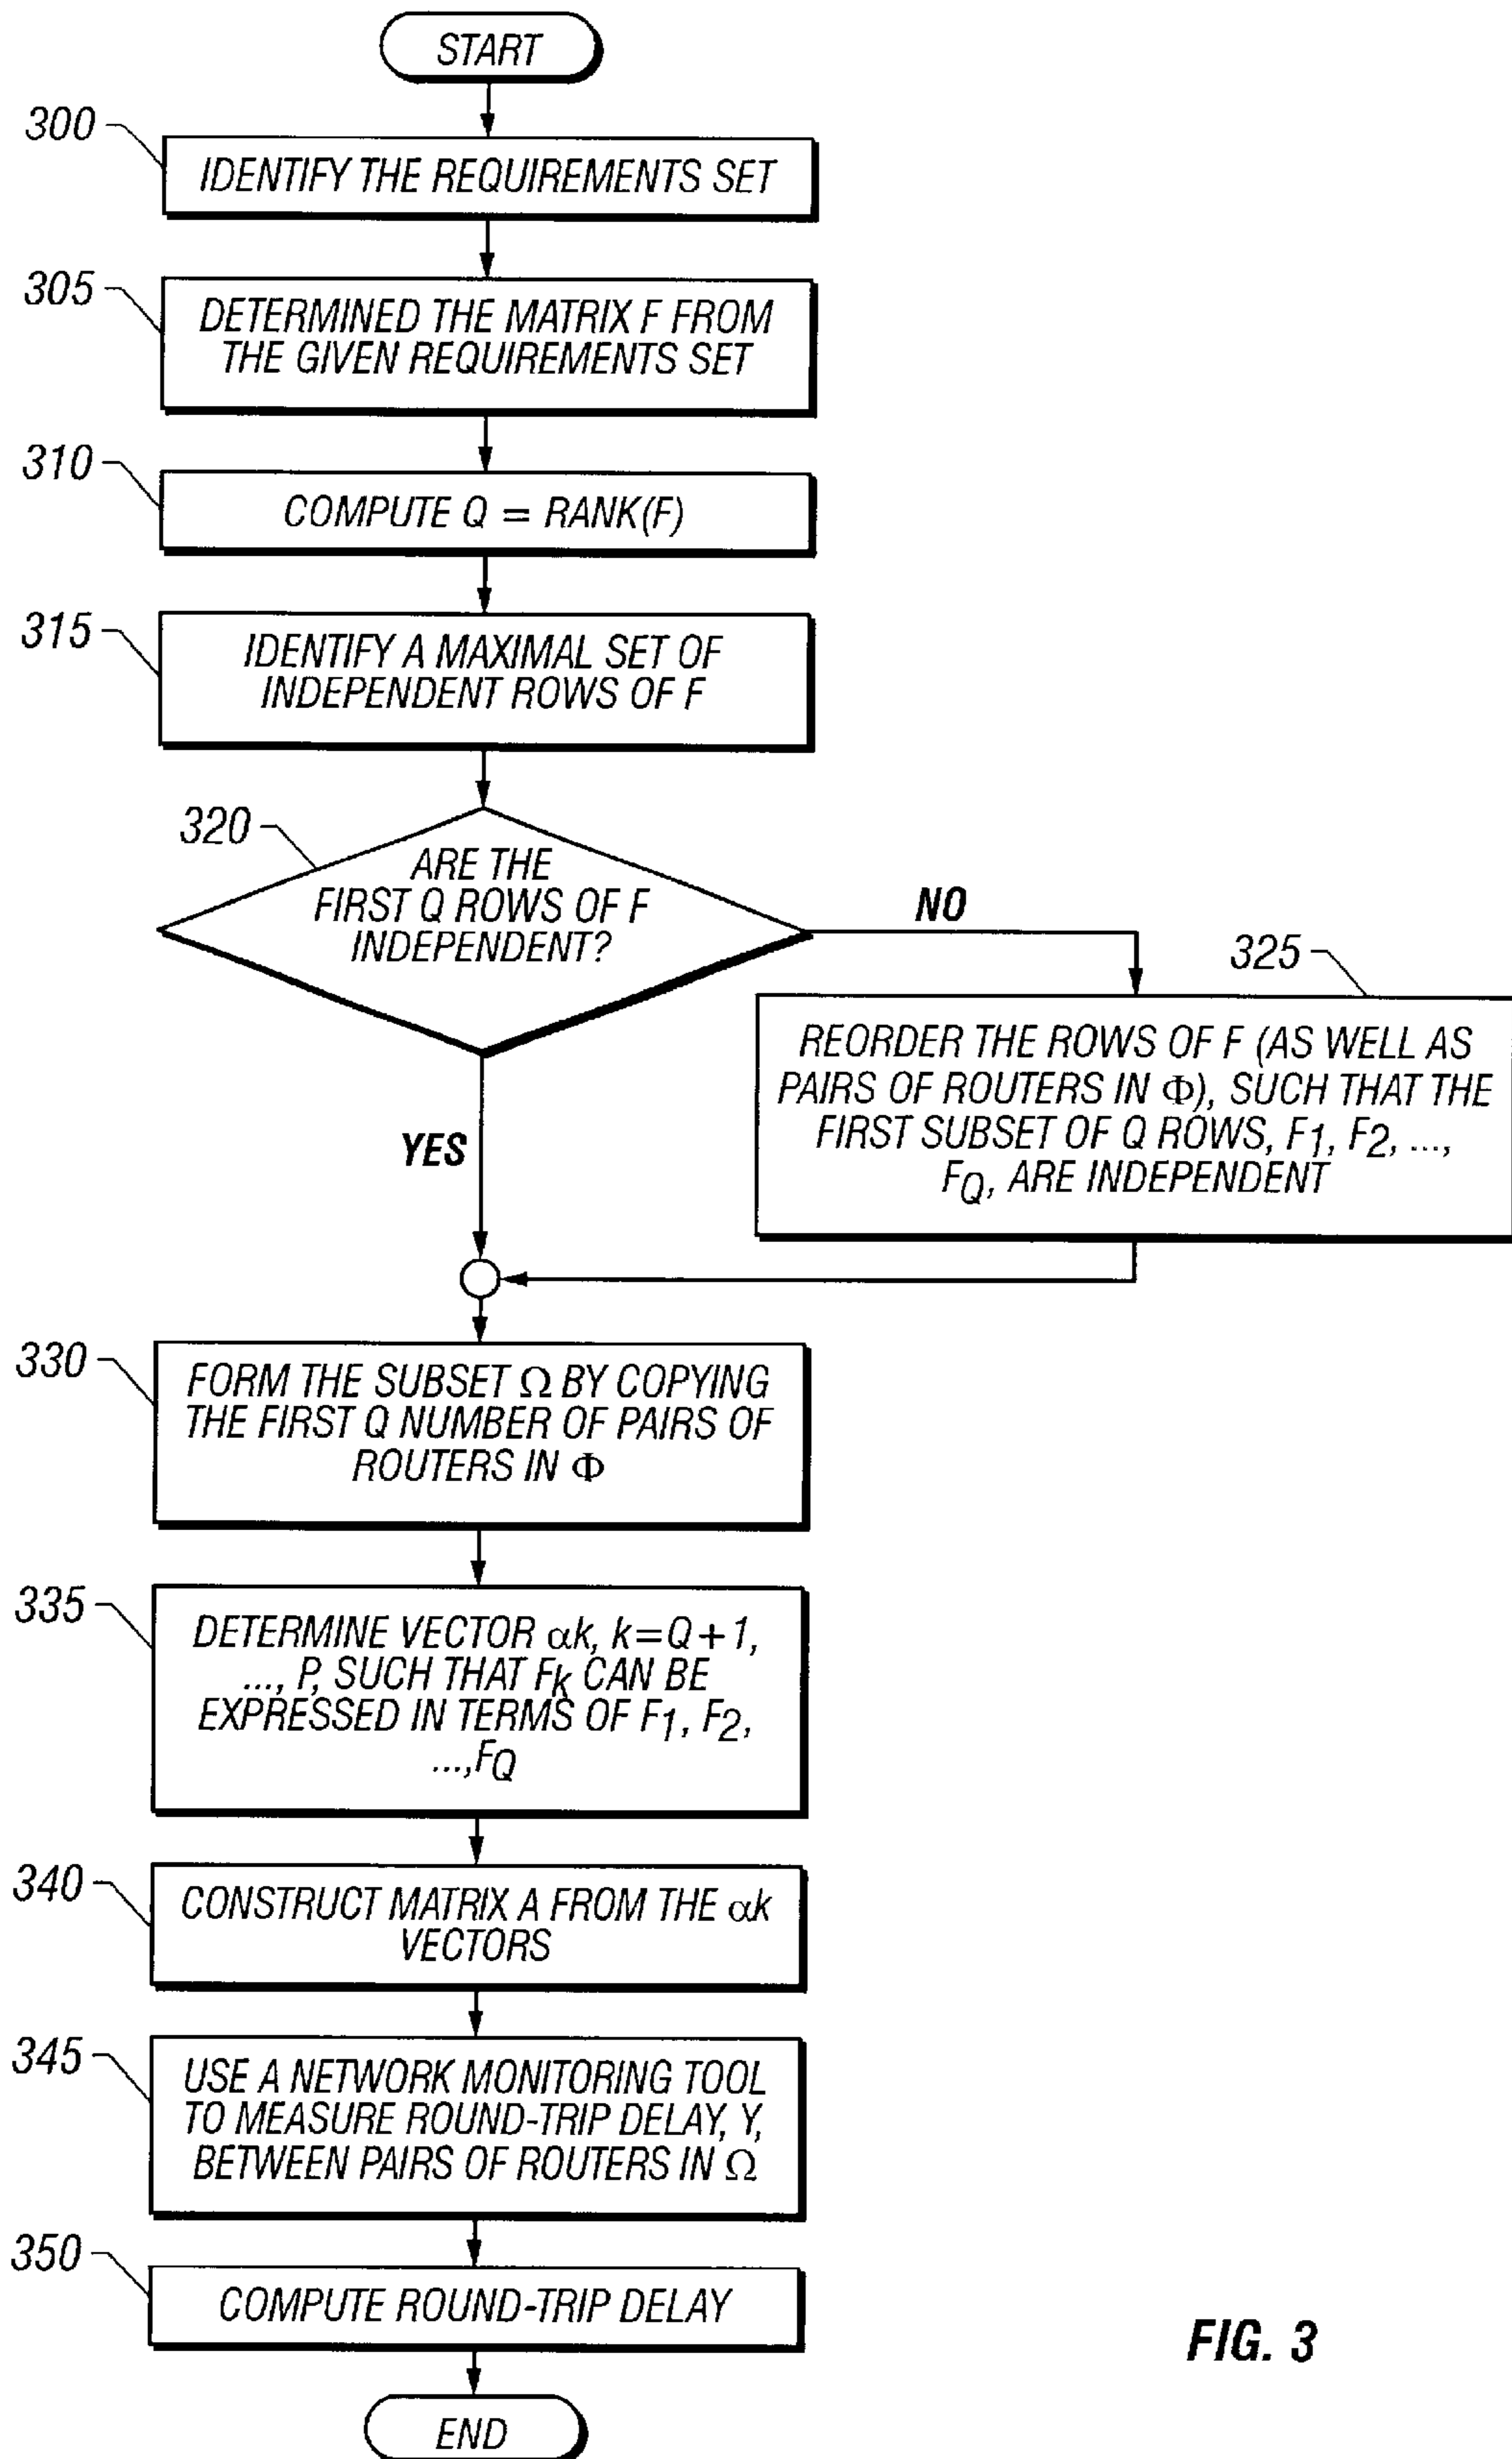 START
300
IDENTIFY THE REQUIREMENTS SET
305
DETERMINED THE MATRIX F FROM
THE GIVEN REQUIREMENTS SET
310
COMPUTE Q = RANK(F)
315
IDENTIFY A MAXIMAL SET OF
INDEPENDENT ROWS OF F
320
ARE THE
FIRST Q ROWS OF F
INDEPENDENT?
NO
325
REORDER THE ROWS OF F (AS WELL AS
PAIRS OF ROUTERS IN Φ), SUCH THAT THE
FIRST SUBSET OF Q ROWS, F1, F2, ...,
FQ, ARE INDEPENDENT
YES
330
FORM THE SUBSET Ω BY COPYING
THE FIRST Q NUMBER OF PAIRS OF
ROUTERS IN Φ
335
DETERMINE VECTOR αk, k=Q+1,
..., P, SUCH THAT Fk CAN BE
EXPRESSED IN TERMS OF F1, F2,
...,FQ
340
CONSTRUCT MATRIX A FROM THE αk
VECTORS
345
USE A NETWORK MONITORING TOOL
TO MEASURE ROUND-TRIP DELAY, Y,
BETWEEN PAIRS OF ROUTERS IN Ω
350
COMPUTE ROUND-TRIP DELAY
END
FIG. 3